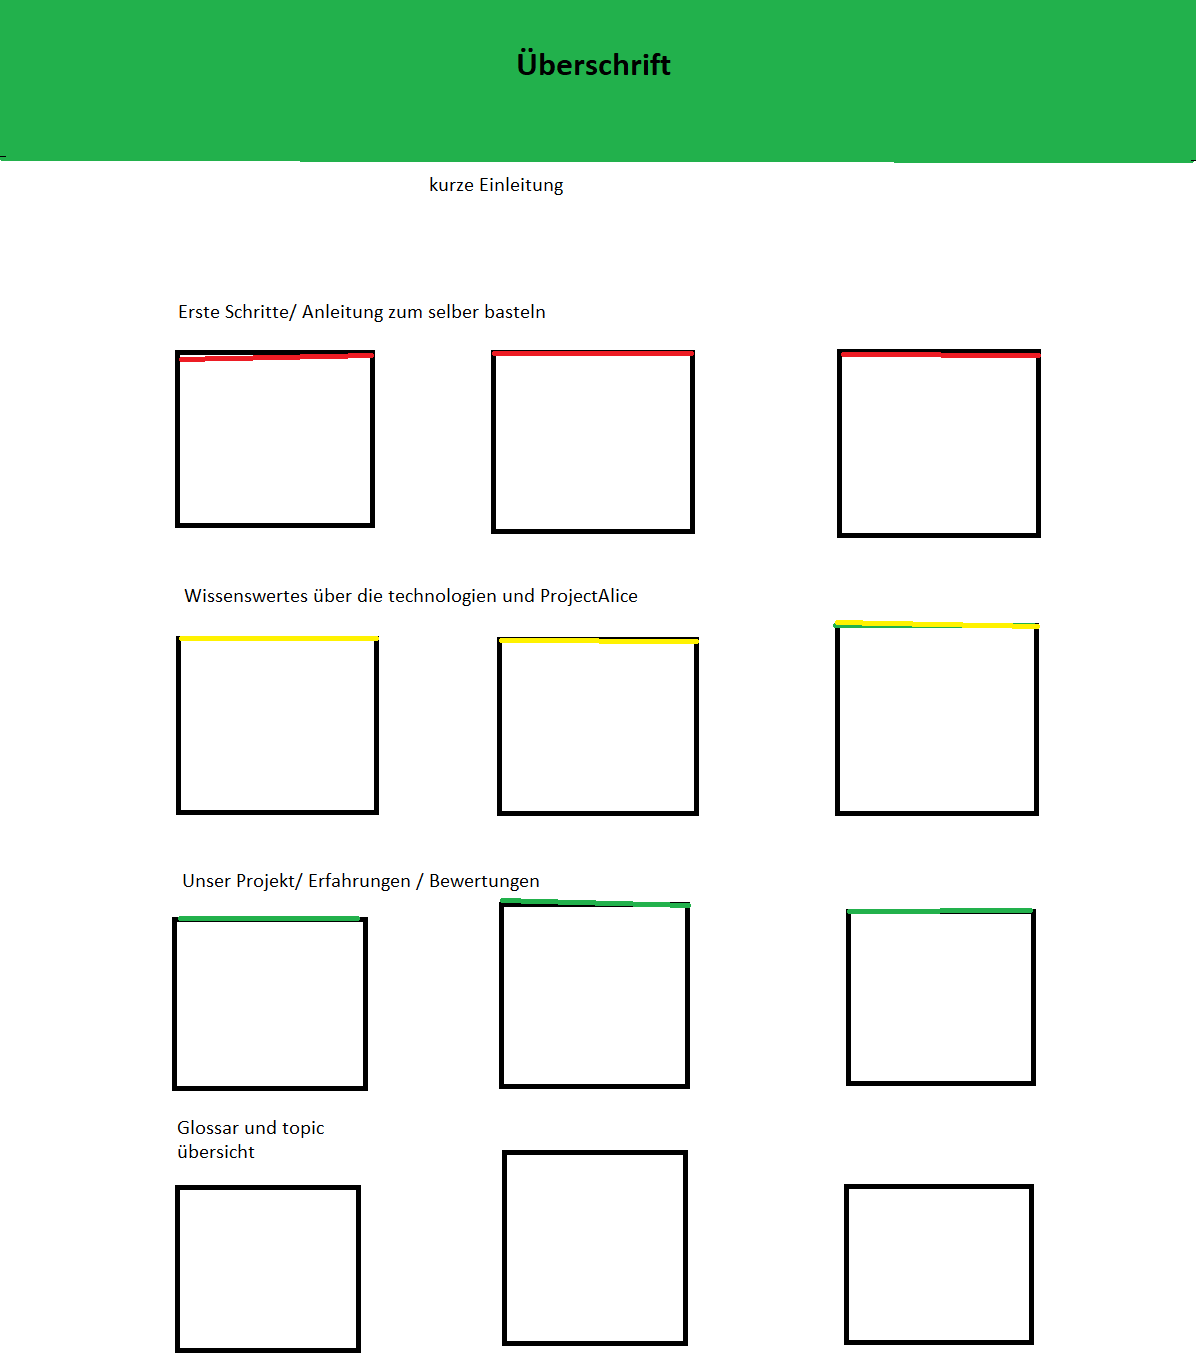 Überschrift
kurze Einleitung
Erste Schritte/ Anleitung zum selber basteln
Wissenswertes über die technologien und ProjectAlice
Unser Projekt/ Erfahrungen / Bewertungen
Glossar und topic
übersicht